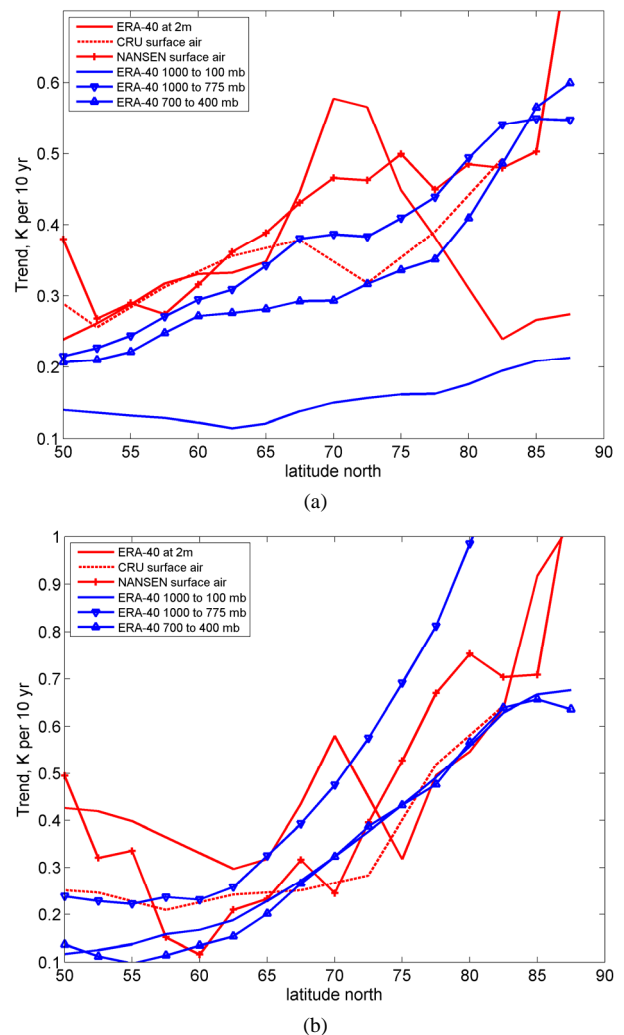 ERA-40 at 2m
CRU surface air
NANSEN surface air
ERA-40 1000 to 100 mb
ERA-40 1000 to 775 mb
ERA-40 700 to 400 mb
Trend, K per 10 yr
0.6
0.5
0.4
0.3
0.2
0.1
50 55 60 65 70 75 80 85 90
latitude north
(a)
ERA-40 at 2m
CRU surface air
NANSEN surface air
ERA-40 1000 to 100 mb
ERA-40 1000 to 775 mb
ERA-40 700 to 400 mb
Trend, K per 10 yr
1
0.9
0.8
0.7
0.6
0.5
0.4
0.3
0.2
0.1
50 55 60 65 70 75 80 85 90
latitude north
(b)